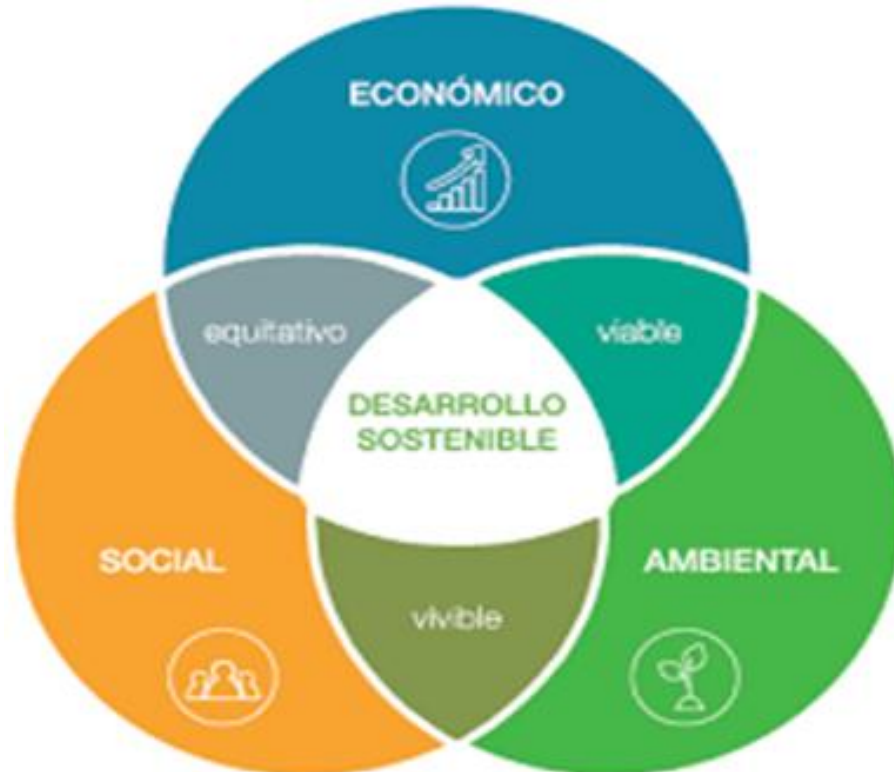 ECONÓMICO
equitativo
viable
DESARROLLO
SOSTENIBLE
SOCIAL
AMBIENTAL
vivible